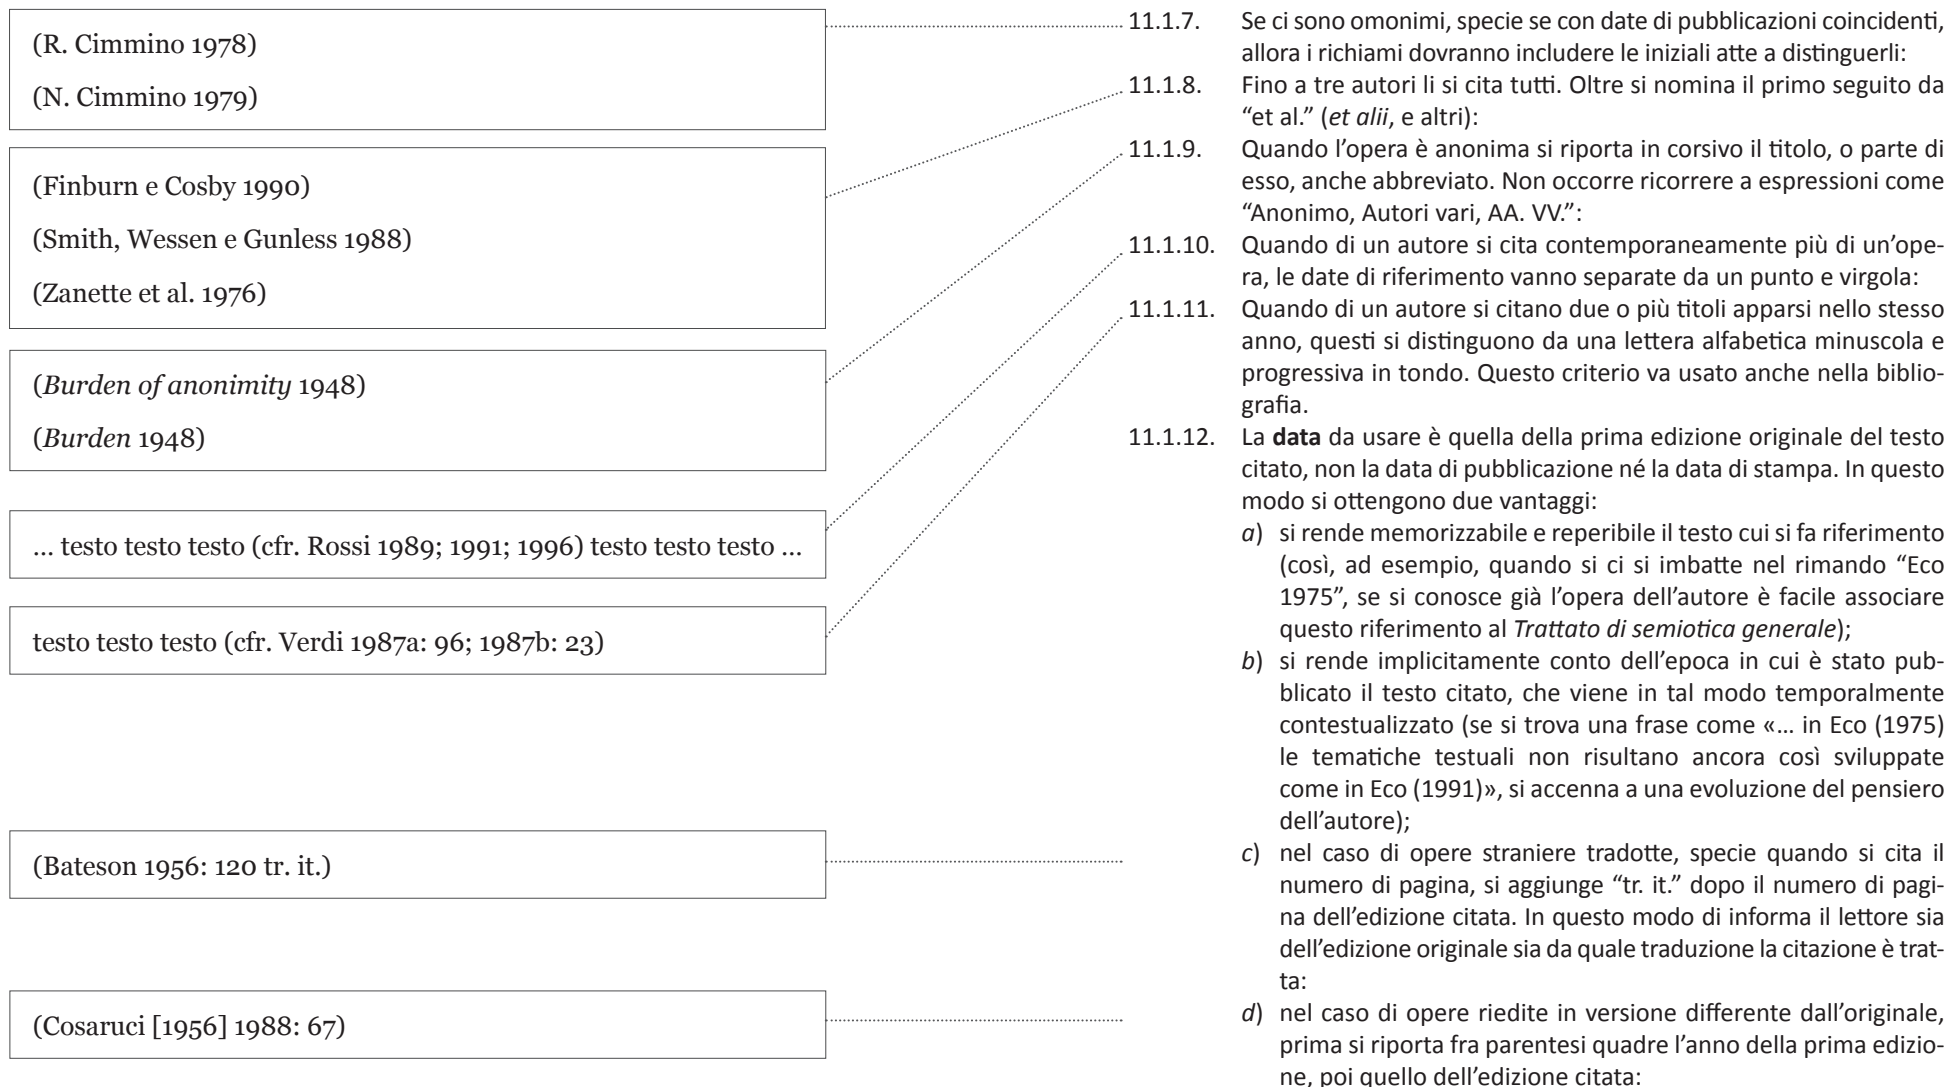 (R. Cimmino 1978)
(N. Cimmino 1979)
(Finburn e Cosby 1990)
(Smith, Wessen e Gunless 1988)
(Zanette et al. 1976)
(Burden of anonimity 1948)
(Burden 1948)
... testo testo testo (cfr. Rossi 1989; 1991; 1996) testo testo testo ...
testo testo testo (cfr. Verdi 1987a: 96; 1987b: 23)
(Bateson 1956: 120 tr. it.)
(Cosaruci [1956] 1988: 67)
11.1.7. Se ci sono omonimi, specie se con date di pubblicazioni coincidenti,
allora i richiami dovranno includere le iniziali atte a distinguerli:
11.1.8. Fino a tre autori li si cita tutti. Oltre si nomina il primo seguito da
“et al.” (et alii, e altri):
11.1.9. Quando l’opera è anonima si riporta in corsivo il titolo, o parte di
esso, anche abbreviato. Non occorre ricorrere a espressioni come
“Anonimo, Autori vari, AA. VV.”:
11.1.10. Quando di un autore si cita contemporaneamente più di un’ope-
ra, le date di riferimento vanno separate da un punto e virgola:
11.1.11. Quando di un autore si citano due o più titoli apparsi nello stesso
anno, questi si distinguono da una lettera alfabetica minuscola e
progressiva in tondo. Questo criterio va usato anche nella biblio-
grafia.
11.1.12. La data da usare è quella della prima edizione originale del testo
citato, non la data di pubblicazione né la data di stampa. In questo
modo si ottengono due vantaggi:
a) si rende memorizzabile e reperibile il testo cui si fa riferimento
(così, ad esempio, quando si ci si imbatte nel rimando “Eco
1975”, se si conosce già l’opera dell’autore è facile associare
questo riferimento al Trattato di semiotica generale);
b) si rende implicitamente conto dell’epoca in cui è stato pub-
blicato il testo citato, che viene in tal modo temporalmente
contestualizzato (se si trova una frase come «... in Eco (1975)
le tematiche testuali non risultano ancora così sviluppate
come in Eco (1991)», si accenna a una evoluzione del pensiero
dell’autore);
c) nel caso di opere straniere tradotte, specie quando si cita il
numero di pagina, si aggiunge “tr. it.” dopo il numero di pagi-
na dell’edizione citata. In questo modo di informa il lettore sia
dell’edizione originale sia da quale traduzione la citazione è trat-
ta:
d) nel caso di opere riedite in versione differente dall’originale,
prima si riporta fra parentesi quadre l’anno della prima edizio-
ne, poi quello dell’edizione citata: